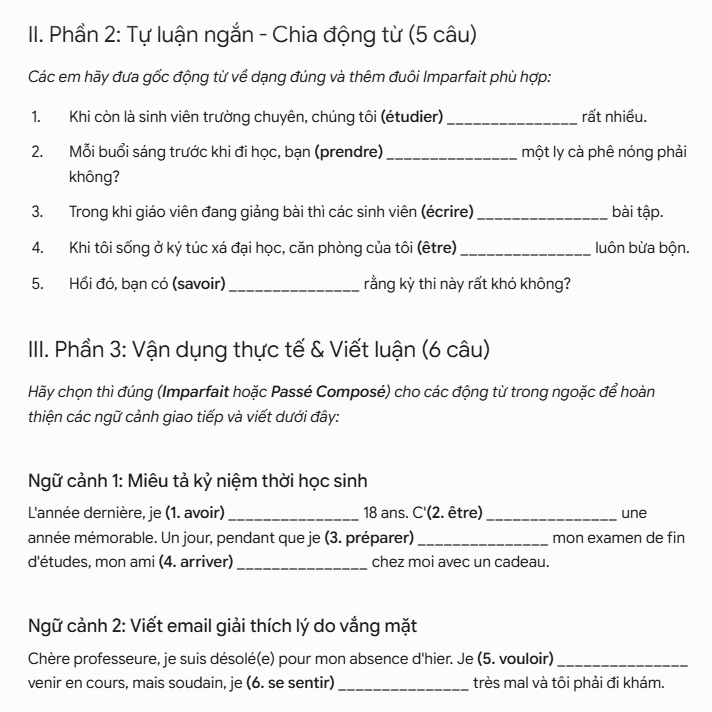 II. Phần 2: Tự luận ngắn - Chia động từ (5 câu)
Các em hãy đưa gốc động từ về dạng đúng và thêm đuôi Imparfait phù hợp:
1. Khi còn là sinh viên trường chuyên, chúng tôi (étudier) _______________ rất nhiều.
2. Mỗi buổi sáng trước khi đi học, bạn (prendre) _______________ một ly cà phê nóng phải
không?
3. Trong khi giáo viên đang giảng bài thì các sinh viên (écrire) _______________ bài tập.
4. Khi tôi sống ở ký túc xá đại học, căn phòng của tôi (être) _______________ luôn bừa bộn.
5. Hồi đó, bạn có (savoir) _______________ rằng kỳ thi này rất khó không?
III. Phần 3: Vận dụng thực tế & Viết luận (6 câu)
Hãy chọn thì đúng (Imparfait hoặc Passé Composé) cho các động từ trong ngoặc để hoàn
thiện các ngữ cảnh giao tiếp và viết dưới đây:
Ngữ cảnh 1: Miêu tả kỷ niệm thời học sinh
L'année dernière, je (1. avoir) _______________ 18 ans. C'(2. être) _______________ une
année mémorable. Un jour, pendant que je (3. préparer) _______________ mon examen de fin
d'études, mon ami (4. arriver) _______________ chez moi avec un cadeau.
Ngữ cảnh 2: Viết email giải thích lý do vắng mặt
Chère professeure, je suis désolé(e) pour mon absence d'hier. Je (5. vouloir) _______________
venir en cours, mais soudain, je (6. se sentir) _______________ très mal và tôi phải đi khám.